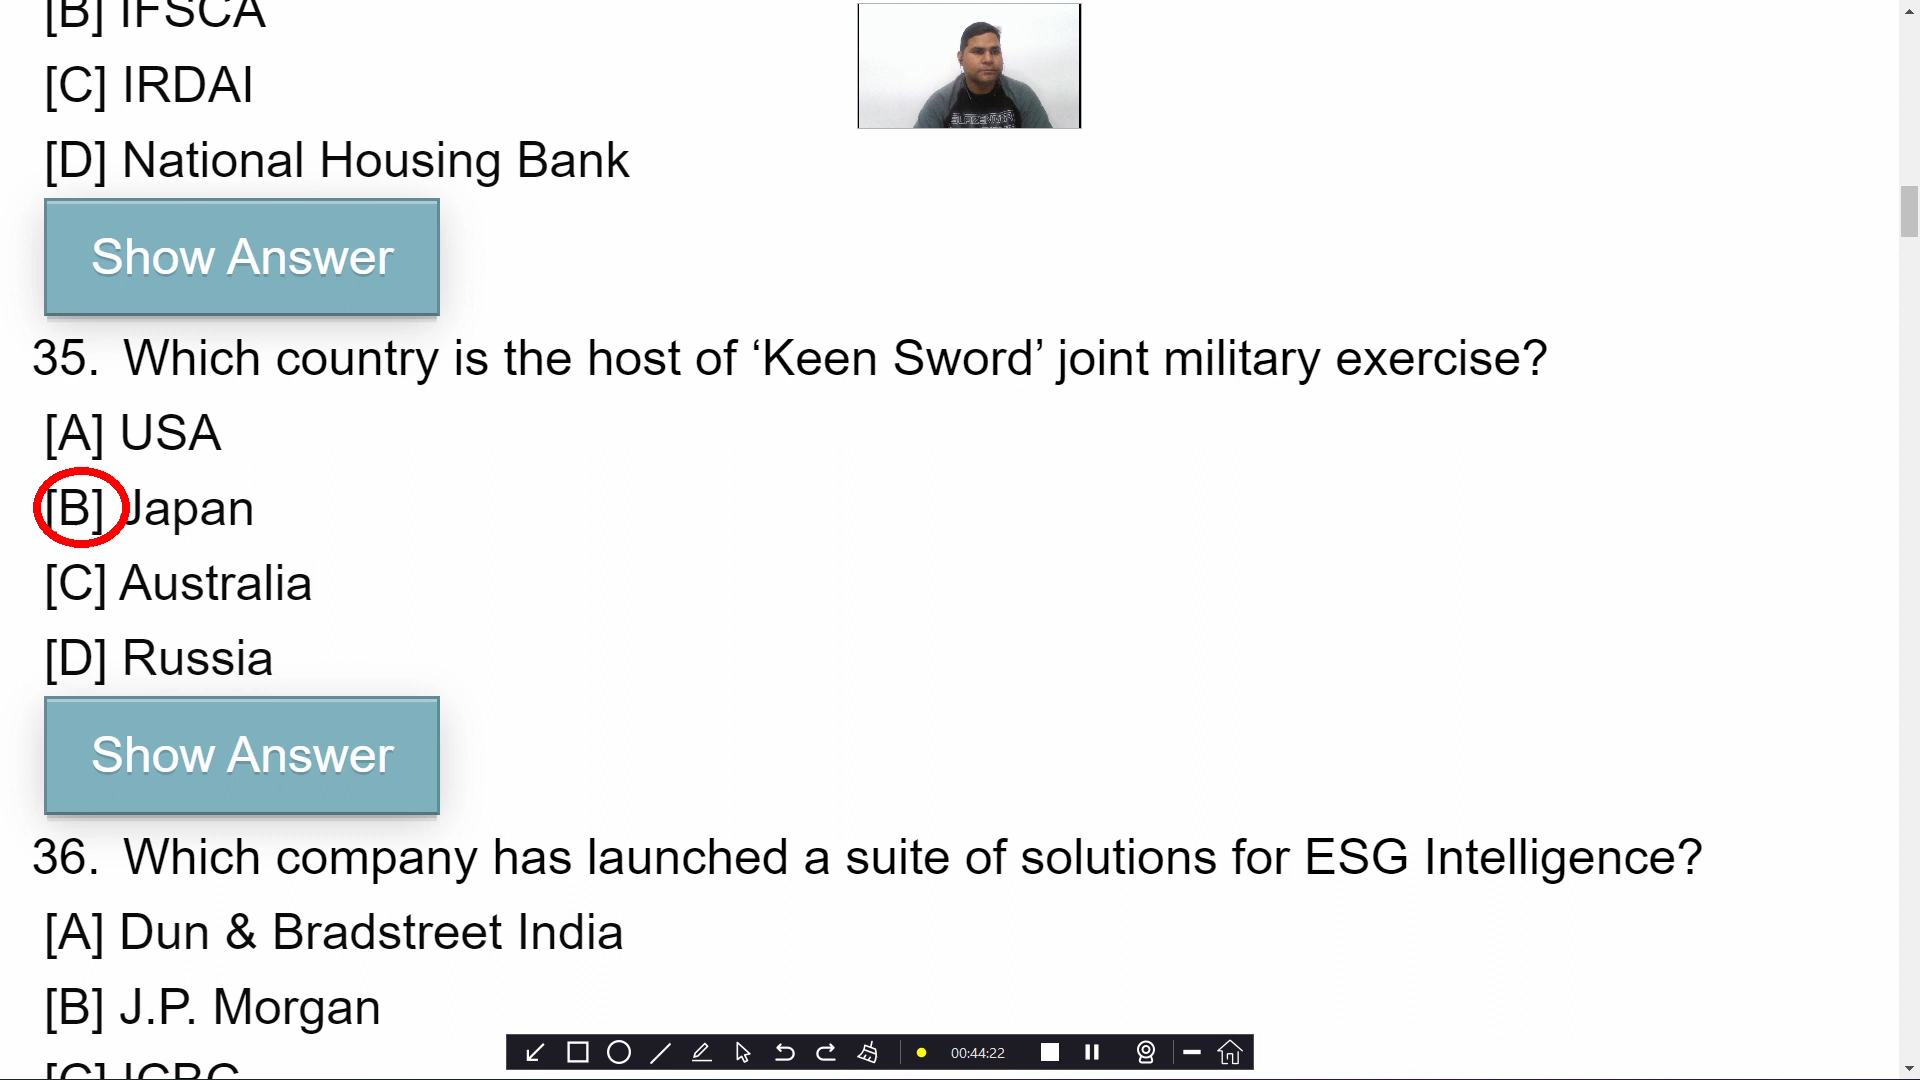 [B] IFSCA
[C] IRDAI
[D] National Housing Bank
Show Answer
35. Which country is the host of ‘Keen Sword’ joint military exercise?
[A] USA
[B] Japan
[C] Australia
[D] Russia
Show Answer
36. Which company has launched a suite of solutions for ESG Intelligence?
[A] Dun & Bradstreet India
[B] J.P. Morgan
00:44:22